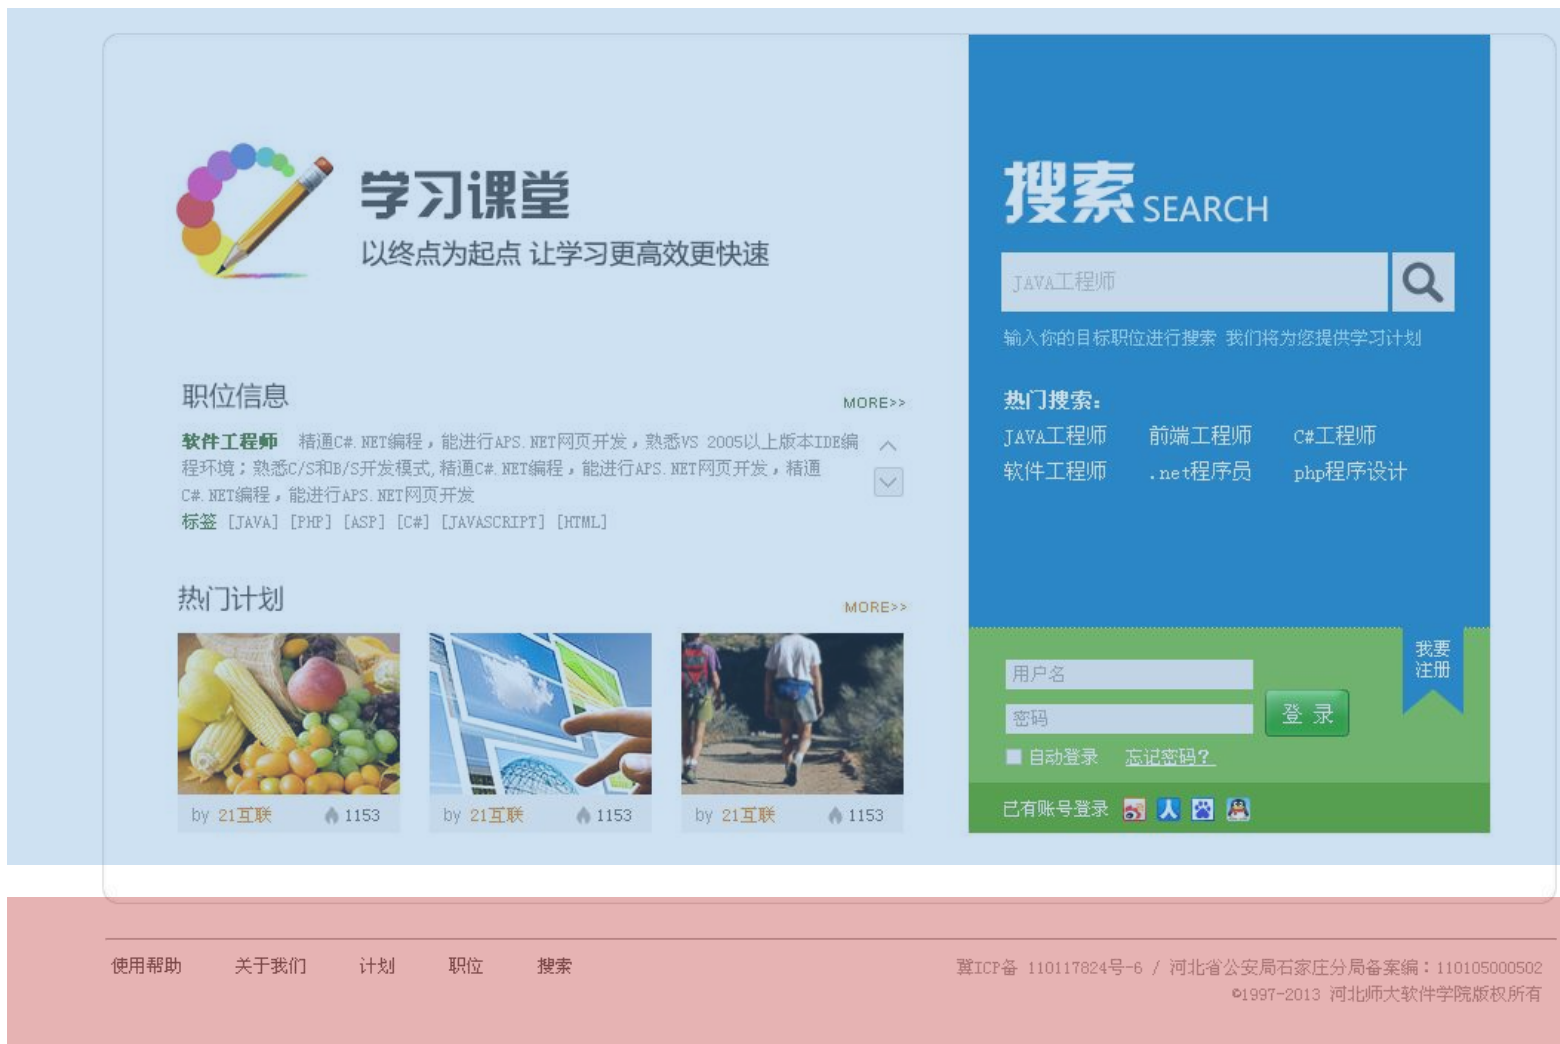 学习课堂
以终点为起点 让学习更高效更快速
职位信息
MORE>>
软件工程师 精通C#.NET编程，能进行APS.NET网页开发，熟悉VS 2005以上版本IDE编
程环境；熟悉C/S和B/S开发模式,精通C#.NET编程，能进行APS.NET网页开发，精通
C#.NET编程，能进行APS.NET网页开发
标签 [JAVA] [PHP] [ASP] [C#] [JAVASCRIPT] [HTML]
热门计划
MORE>>
by 21互联 1153
by 21互联 1153
by 21互联 1153
搜索 SEARCH
JAVA工程师
输入你的目标职位进行搜索 我们将为您提供学习计划
热门搜索：
JAVA工程师 前端工程师 C#工程师
软件工程师 .net程序员 php程序设计
我要
注册
用户名
密码
登 录
自动登录 忘记密码？
已有账号登录
使用帮助 关于我们 计划 职位 搜索
冀ICP备 110117824号-6 / 河北省公安局石家庄分局备案编：110105000502
©1997-2013 河北师大软件学院版权所有